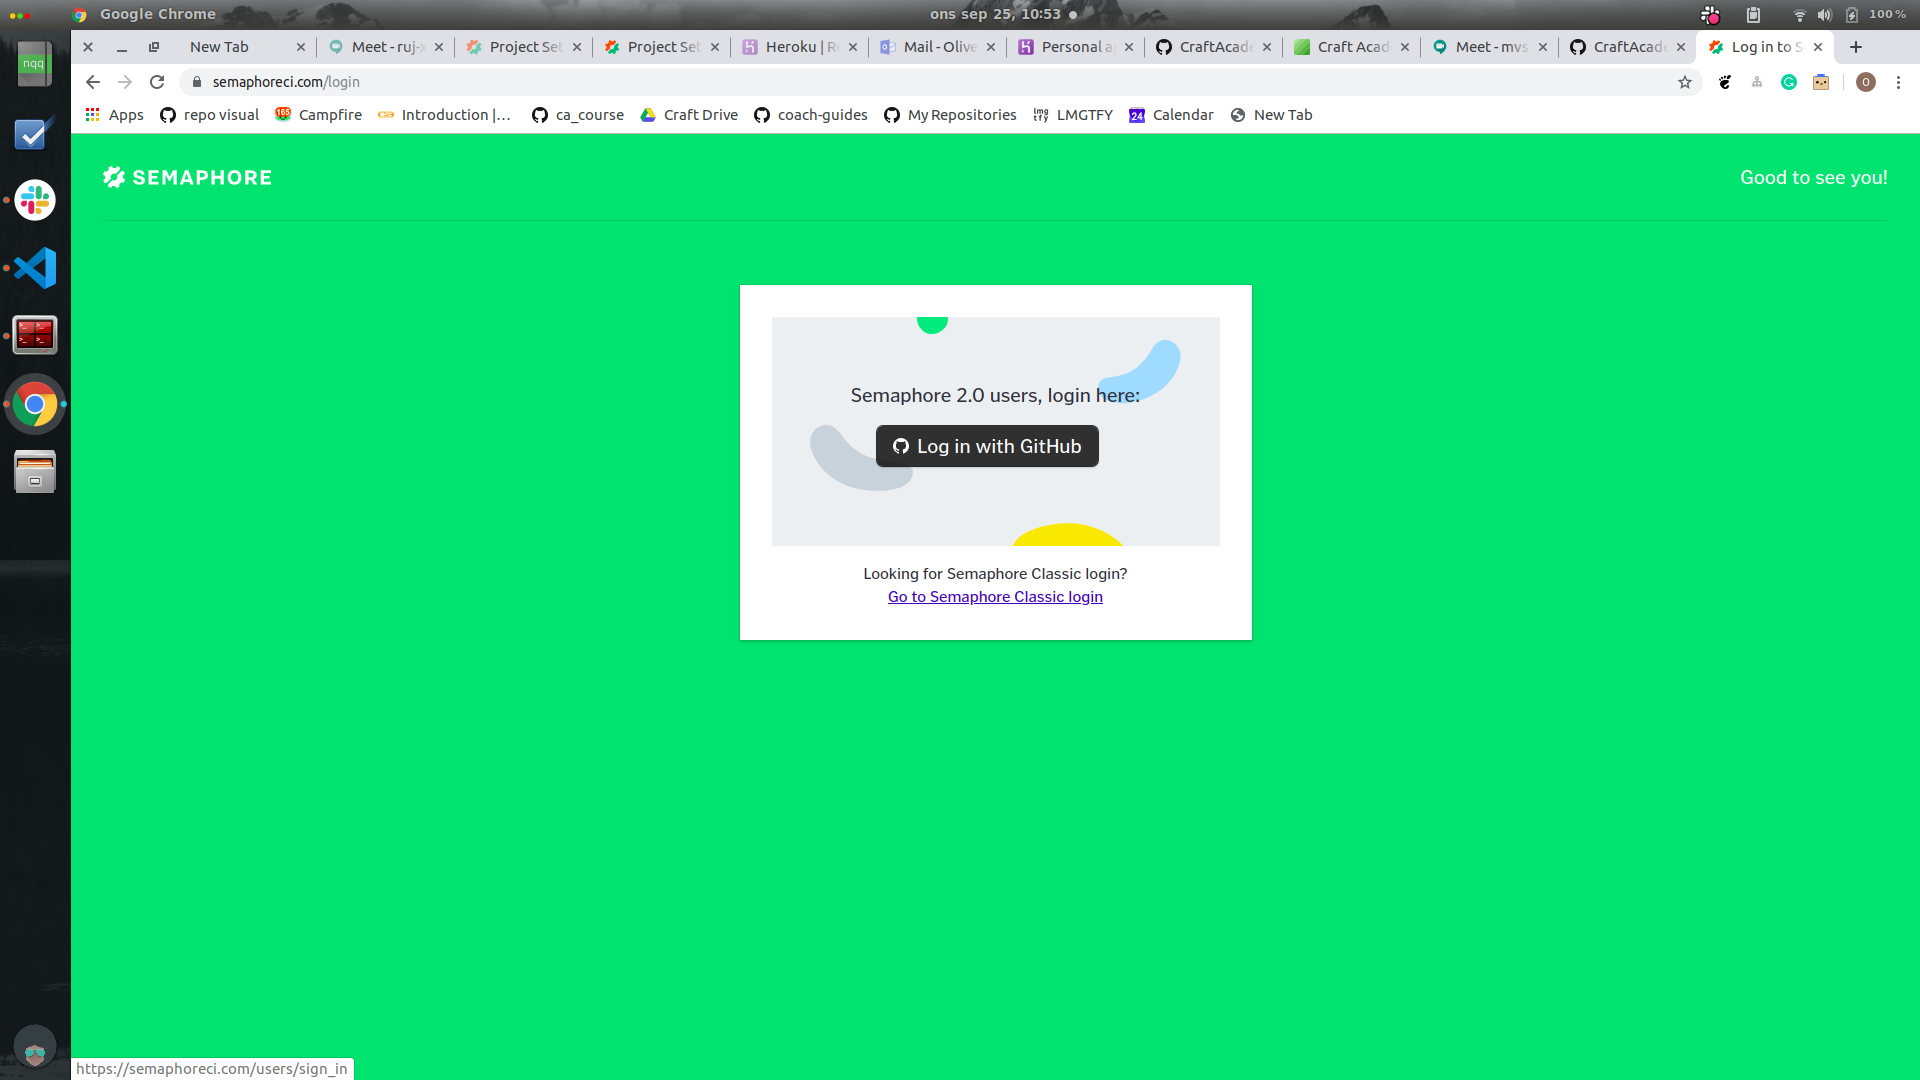 Google Chrome
ons sep 25, 10:53
100 %
nqq
New Tab
Meet - ruj-
Project Set
Project Set
Heroku | R
Mail - Olive
Personal a
CraftAcade
Craft Acad
Meet - mvs
CraftAcade
Log in to S
semaphoreci.com/login
O
Apps
repo visual
Campfire
Introduction |...
ca_course
Craft Drive
coach-guides
My Repositories
LMGTFY
24
Calendar
New Tab
SEMAPHORE
Good to see you!
Semaphore 2.0 users, login here:
Log in with GitHub
Looking for Semaphore Classic login?
Go to Semaphore Classic login
https://semaphoreci.com/users/sign_in